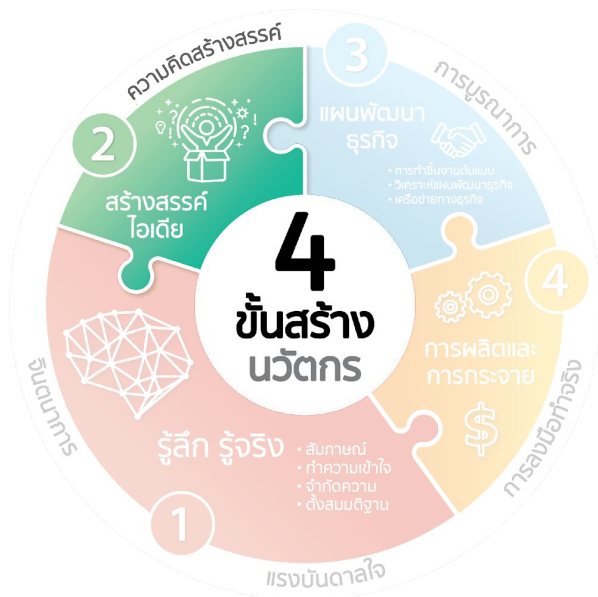 4
ขั้นสร้าง
นวัตกร
1
รู้ลึก รู้จริง
• สัมภาษณ์
• ทำความเข้าใจ
• จำกัดความ
• ตั้งสมมติฐาน
2
สร้างสรรค์
ไอเดีย
3
แผนพัฒนา
ธุรกิจ
• การทำชิ้นงานต้นแบบ
• วิเคราะห์แผนพัฒนาธุรกิจ
• เครือข่ายทางธุรกิจ
4
การผลิตและ
การกระจาย
$
แรงบันดาลใจ
จินตนาการ
ความคิดสร้างสรรค์
การบูรณาการ
การลงมือทำจริง